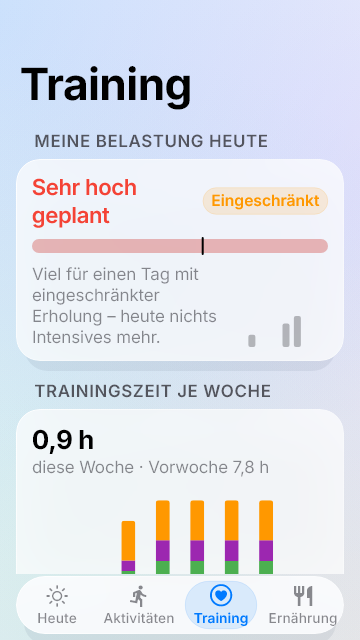 Training
MEINE BELASTUNG HEUTE
Sehr hoch
geplant
Eingeschränkt
Viel für einen Tag mit
eingeschränkter
Erholung – heute nichts
Intensives mehr.
TRAININGSZEIT JE WOCHE
0,9 h
diese Woche · Vorwoche 7,8 h
Heute
Aktivitäten
Training
Ernährung